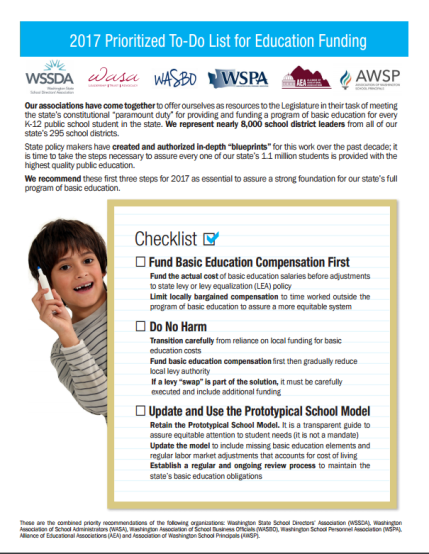 2017 Prioritized To-Do List for Education Funding
WSSDA
Washington State
School Directors' Association
wasa
WASBO
WSPA
AEA
AWSP
Our associations have come together to offer ourselves as resources to the Legislature in their task of meeting
the state's constitutional "paramount duty" for providing and funding a program of basic education for every
K-12 public school student in the state. We represent nearly 8,000 school district leaders from all of our
state's 295 school districts.
State policy makers have created and authorized in-depth "blueprints" for this work over the past decade; it
is time to take the steps necessary to assure every one of our state's 1.1 million students is provided with the
highest quality public education.
We recommend these first three steps for 2017 as essential to assure a strong foundation for our state's full
program of basic education.
Checklist
Fund Basic Education Compensation First
Fund the actual cost of basic education salaries before adjustments
to state levy or levy equalization (LEA) policy
Limit locally bargained compensation to time worked outside the
program of basic education to assure a more equitable system
Do No Harm
Transition carefully from reliance on local funding for basic
education costs
Fund basic education compensation first then gradually reduce
local levy authority
If a levy "swap" is part of the solution, it must be carefully
executed and include additional funding
Update and Use the Prototypical School Model
Retain the Prototypical School Model. It is a transparent guide to
assure equitable attention to student needs (it is not a mandate)
Update the model to include missing basic education elements and
regular labor market adjustments that accounts for cost of living
Establish a regular and ongoing review process to maintain the
state's basic education obligations
These are the combined priority recommendations of the following organizations: Washington State School Directors' Association (WSSDA), Washington
Association of School Administrators (WASA), Washington Association of School Business Officials (WASBO), Washington School Personnel Association (WSPA),
Alliance of Educational Associations (AEA) and Association of Washington School Principals (AWSP).